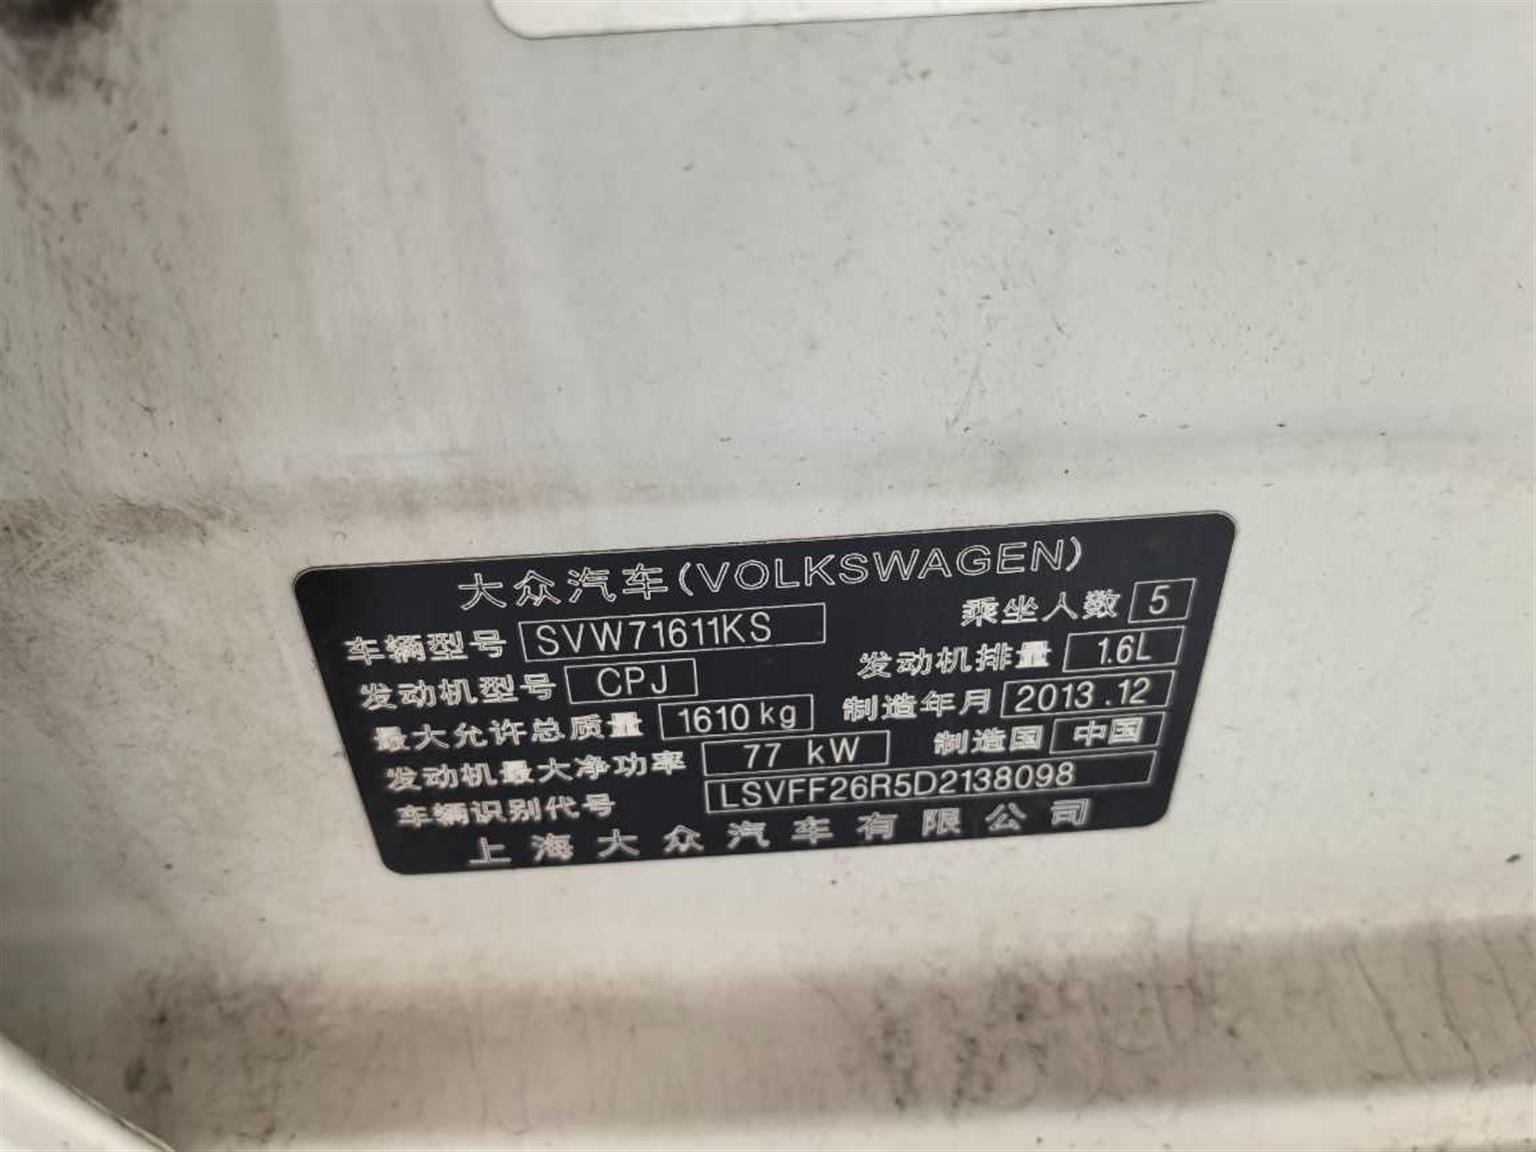 大众汽车(VOLKSWAGEN)
车辆型号 SVW71611KS 乘坐人数 5
发动机型号 CPJ 发动机排量 1.6L
最大允许总质量 1610 kg 制造年月 2013.12
发动机最大净功率 77 kW 制造国 中国
车辆识别代号 LSVFF26R5D2138098
上海大众汽车有限公司